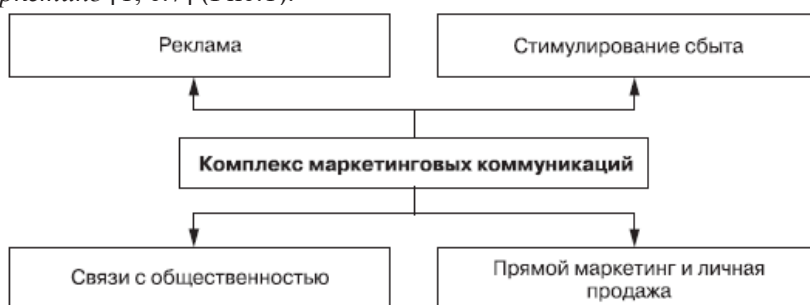 Реклама
Стимулирование сбыта
Комплекс маркетинговых коммуникаций
Связи с общественностью
Прямой маркетинг и личная
продажа